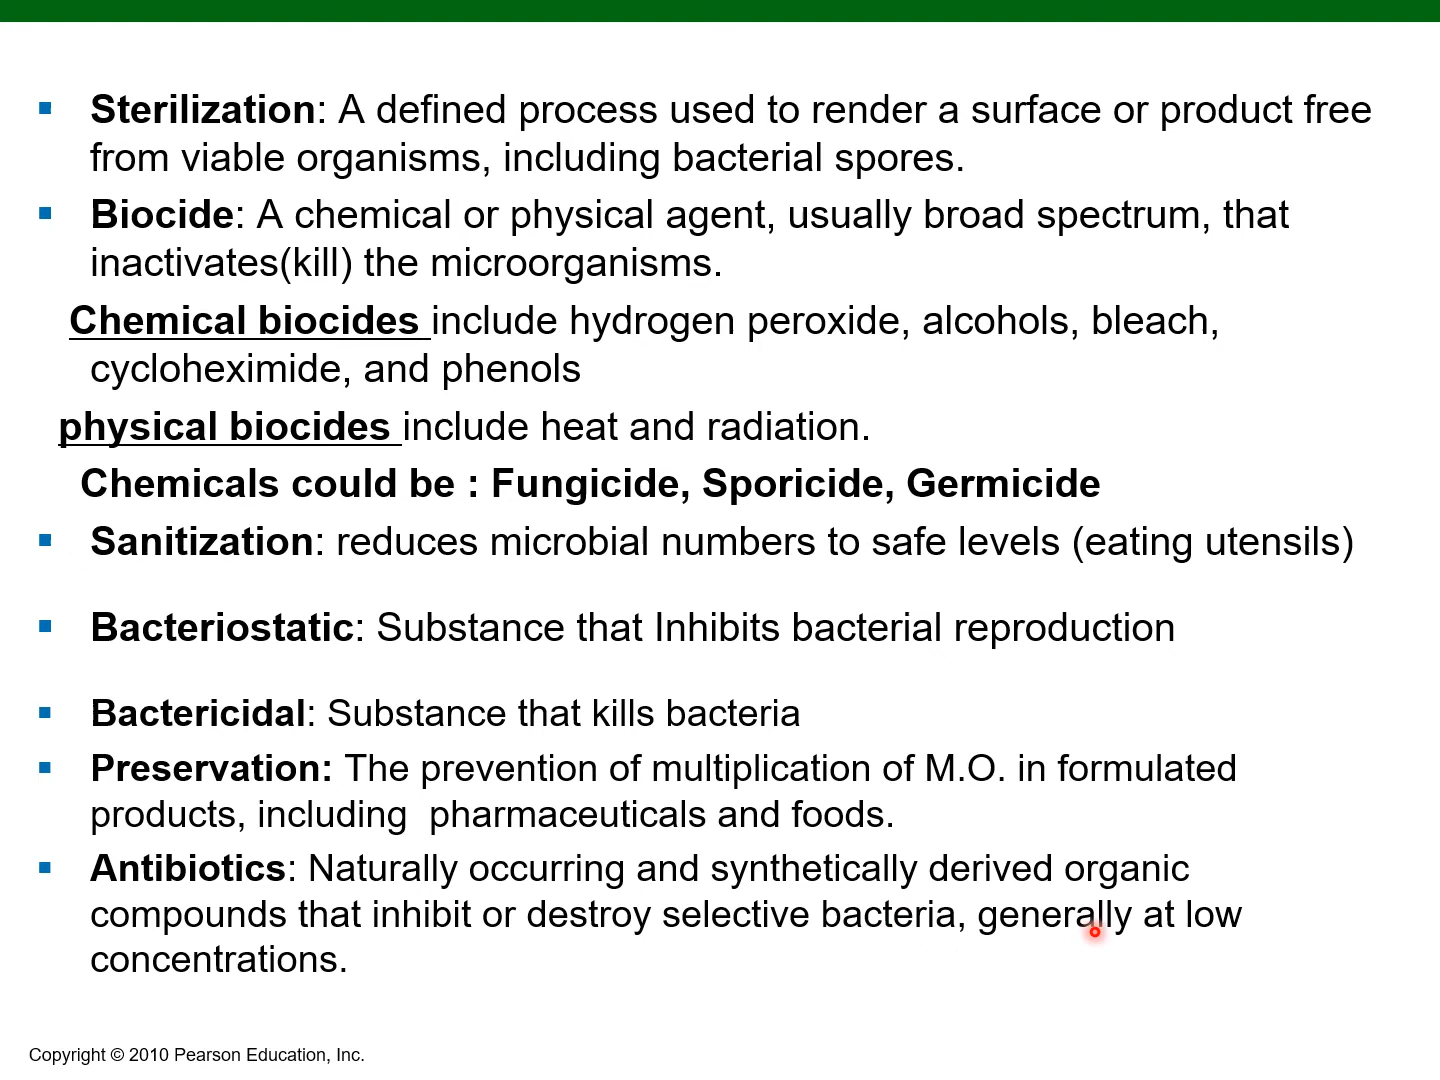 Sterilization: A defined process used to render a surface or product free
from viable organisms, including bacterial spores.
Biocide: A chemical or physical agent, usually broad spectrum, that
inactivates(kill) the microorganisms.
Chemical biocides include hydrogen peroxide, alcohols, bleach,
cycloheximide, and phenols
physical biocides include heat and radiation.
Chemicals could be : Fungicide, Sporicide, Germicide
Sanitization: reduces microbial numbers to safe levels (eating utensils)
Bacteriostatic: Substance that Inhibits bacterial reproduction
Bactericidal: Substance that kills bacteria
Preservation: The prevention of multiplication of M.O. in formulated
products, including  pharmaceuticals and foods.
Antibiotics: Naturally occurring and synthetically derived organic
compounds that inhibit or destroy selective bacteria, generally at low
concentrations.
Copyright © 2010 Pearson Education, Inc.